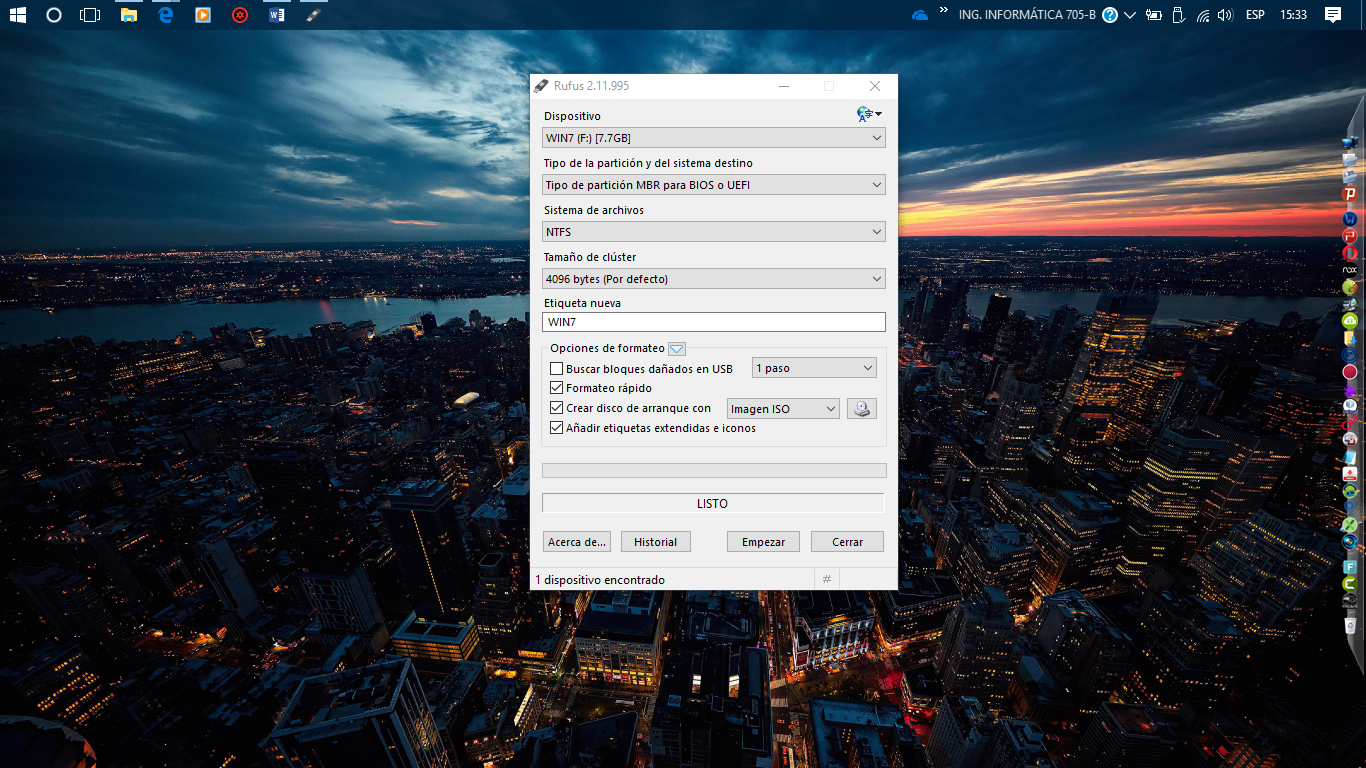 ING. INFORMÁTICA 705-B
ESP
15:33
Rufus 2.11.995
Dispositivo
WIN7 (F:) [7.7GB]
Tipo de la partición y del sistema destino
Tipo de partición MBR para BIOS o UEFI
Sistema de archivos
NTFS
Tamaño de clúster
4096 bytes (Por defecto)
Etiqueta nueva
WIN7
Opciones de formateo
Buscar bloques dañados en USB
1 paso
Formateo rápido
Crear disco de arranque con
Imagen ISO
Añadir etiquetas extendidas e iconos
LISTO
Acerca de...
Historial
Empezar
Cerrar
1 dispositivo encontrado
#